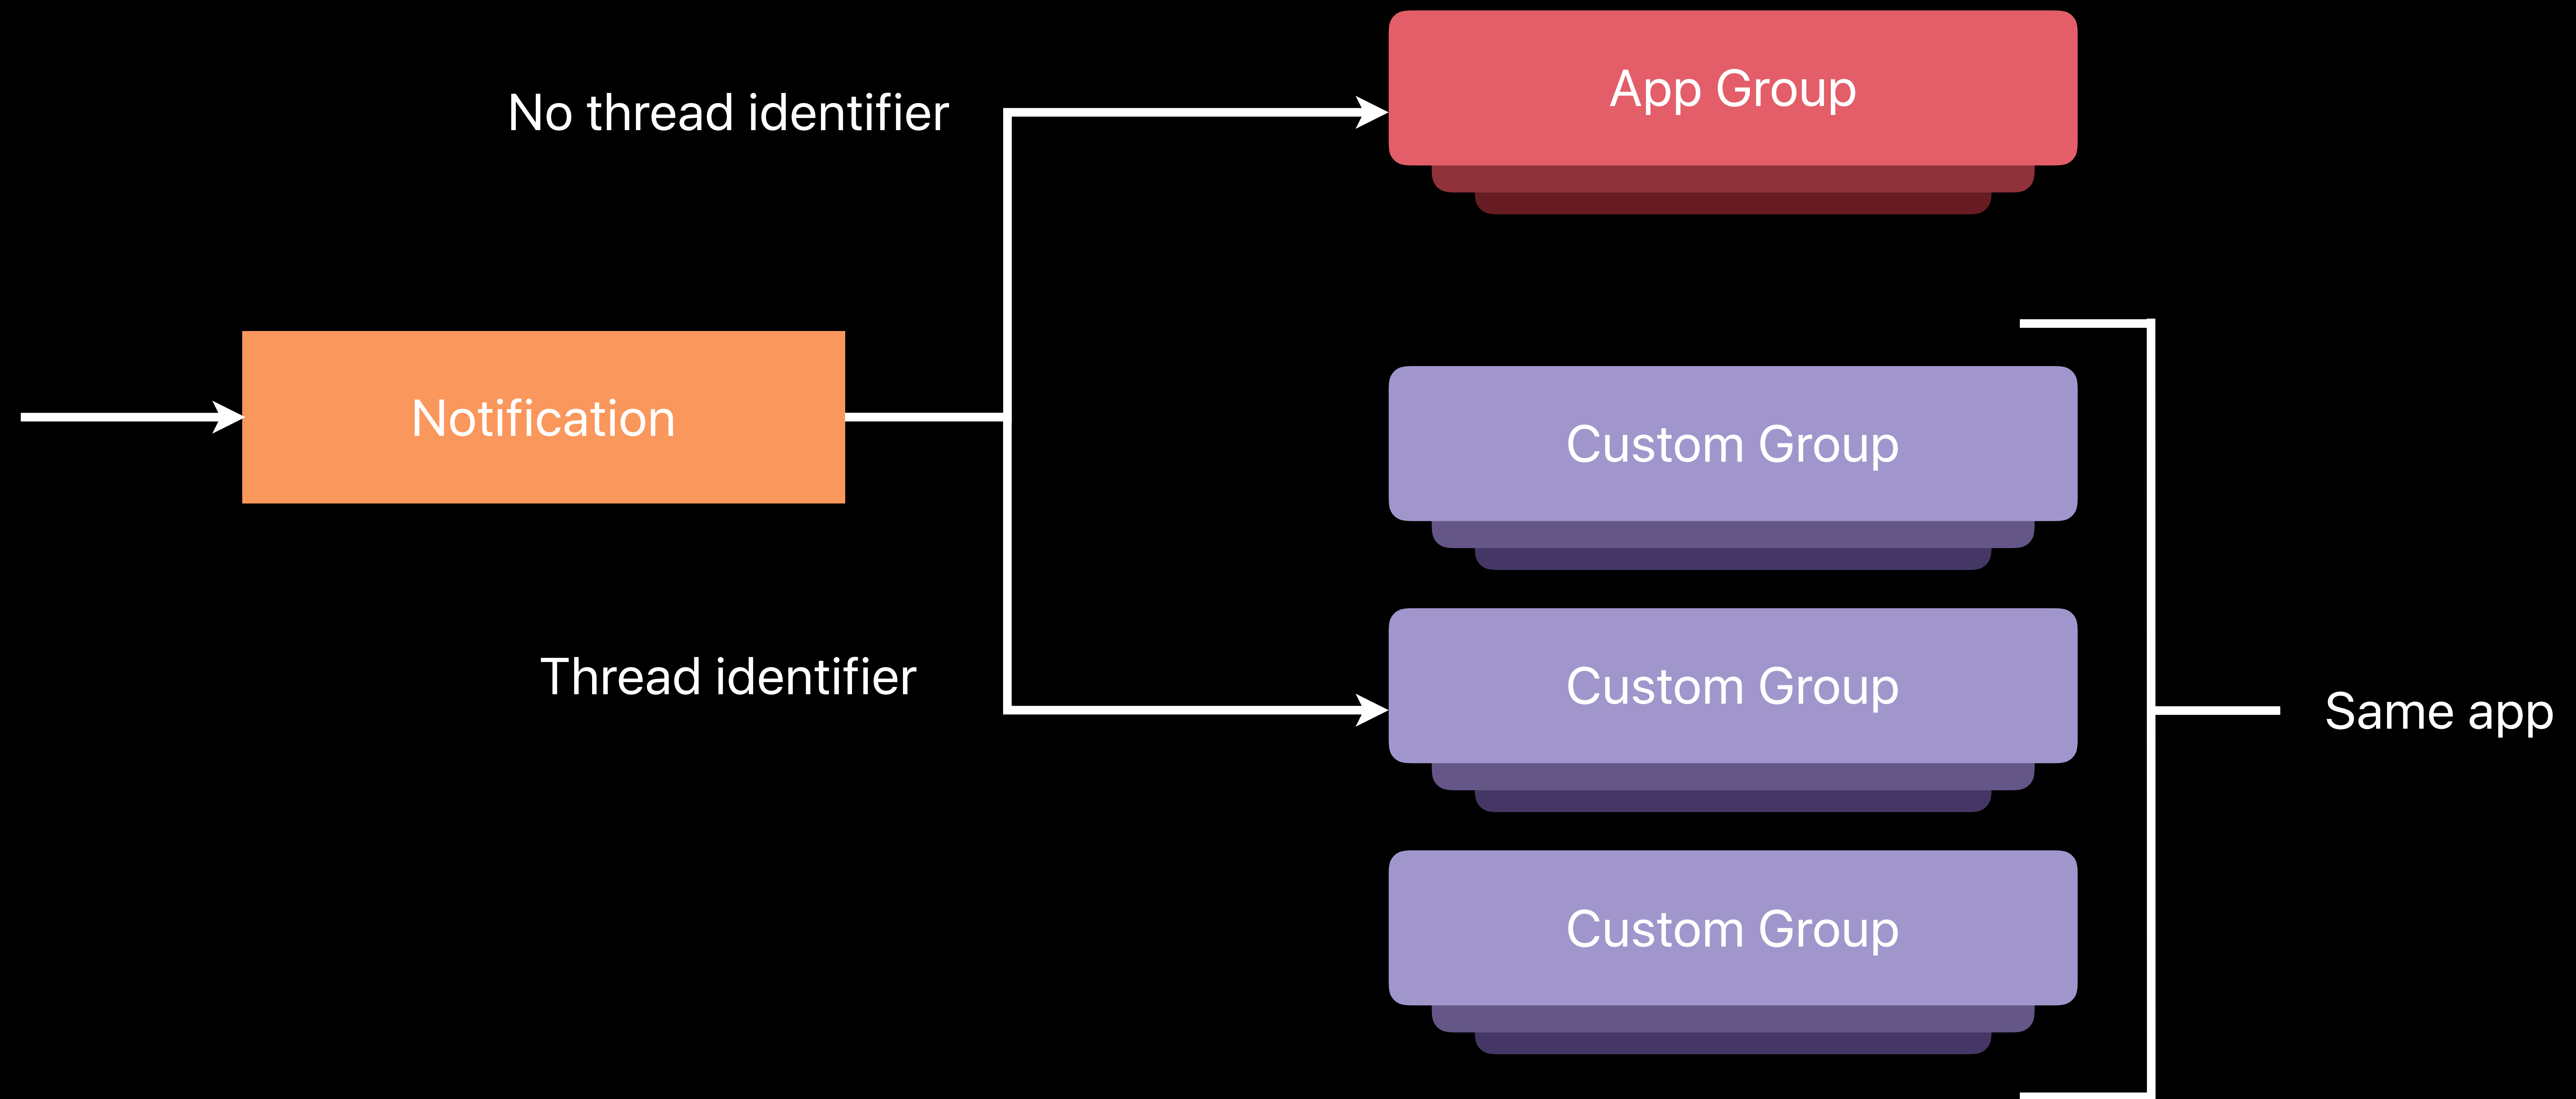 No thread identifier
App Group
Notification
Custom Group
Thread identifier
Custom Group
Same app
Custom Group